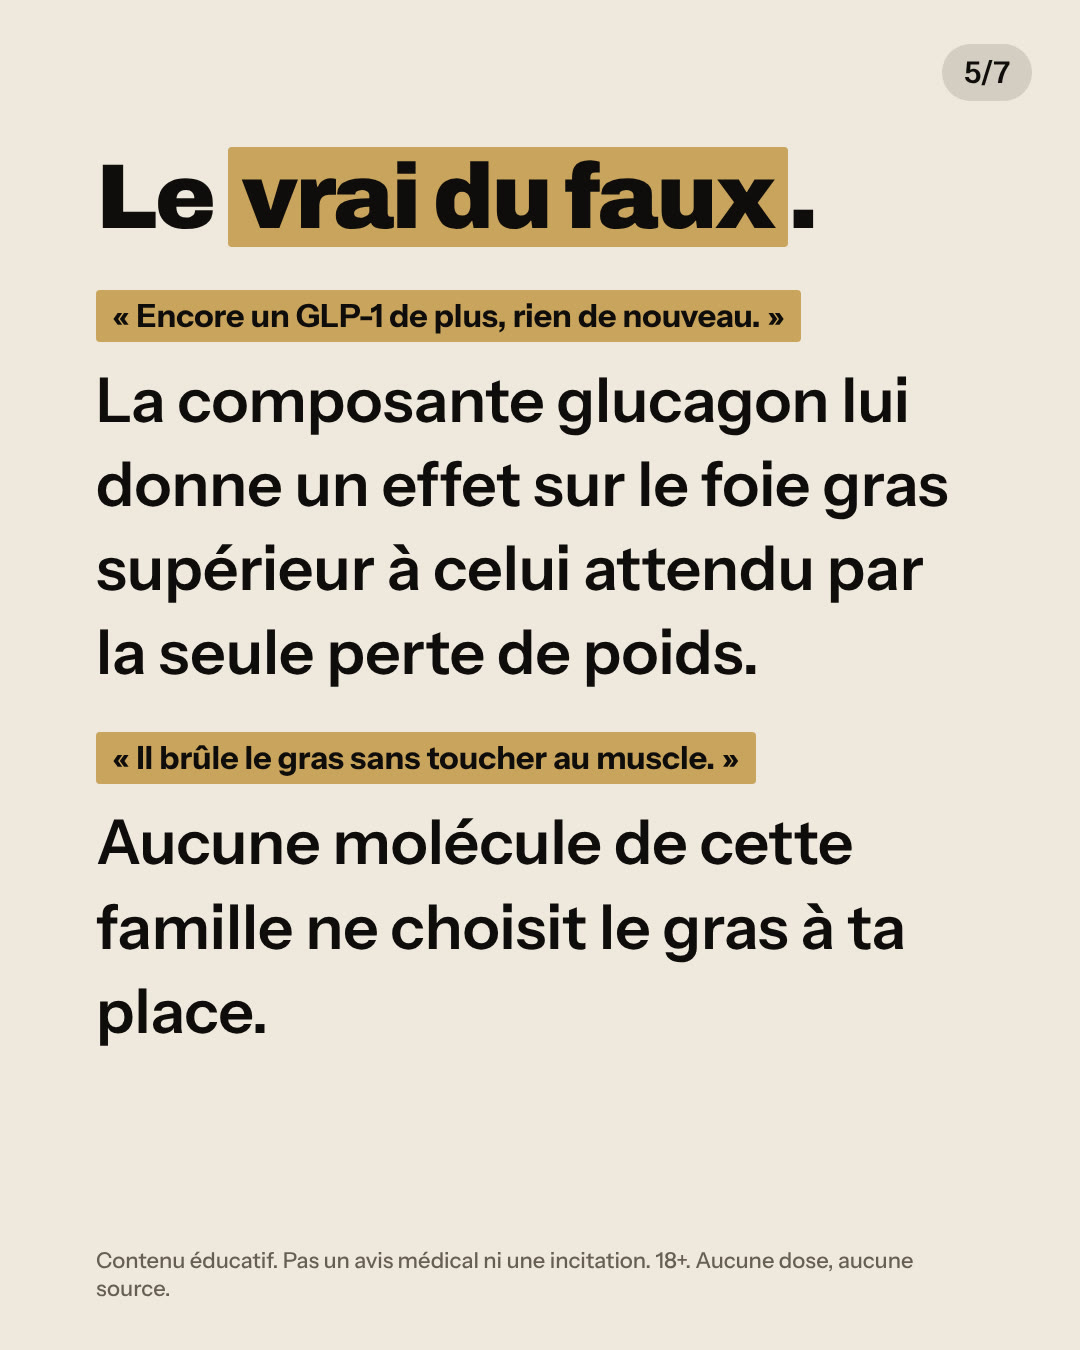 5/7
Le vrai du faux.
« Encore un GLP-1 de plus, rien de nouveau. »
La composante glucagon lui
donne un effet sur le foie gras
supérieur à celui attendu par
la seule perte de poids.
« Il brûle le gras sans toucher au muscle. »
Aucune molécule de cette
famille ne choisit le gras à ta
place.
Contenu éducatif. Pas un avis médical ni une incitation. 18+. Aucune dose, aucune
source.